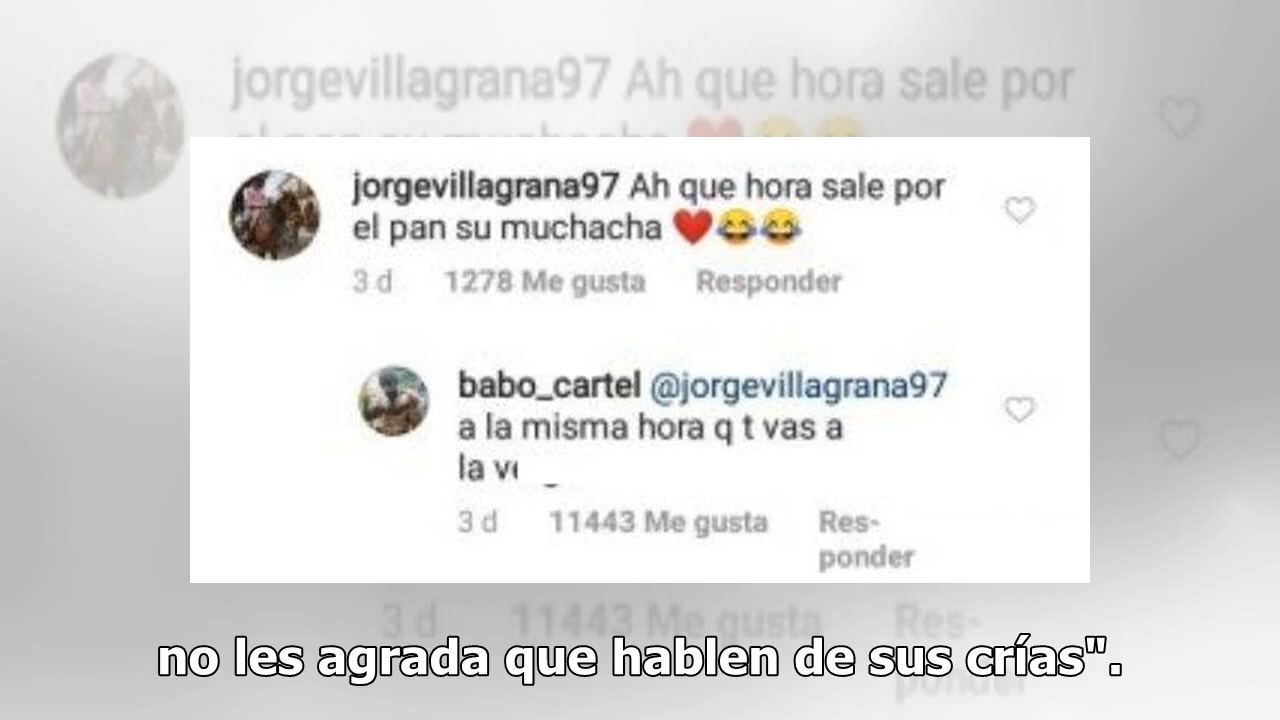 jorgevillagrana97 Ah que hora sale por
jorgevillagrana97 Ah que hora sale por
el pan su muchacha ❤️😂😂
3 d 1278 Me gusta Responder
babo_cartel @jorgevillagrana97
a la misma hora q t vas a
la
3 d 11443 Me gusta Res-
ponder
3 d 11443 Me gusta Res-
no les agrada que hablen de sus crías".